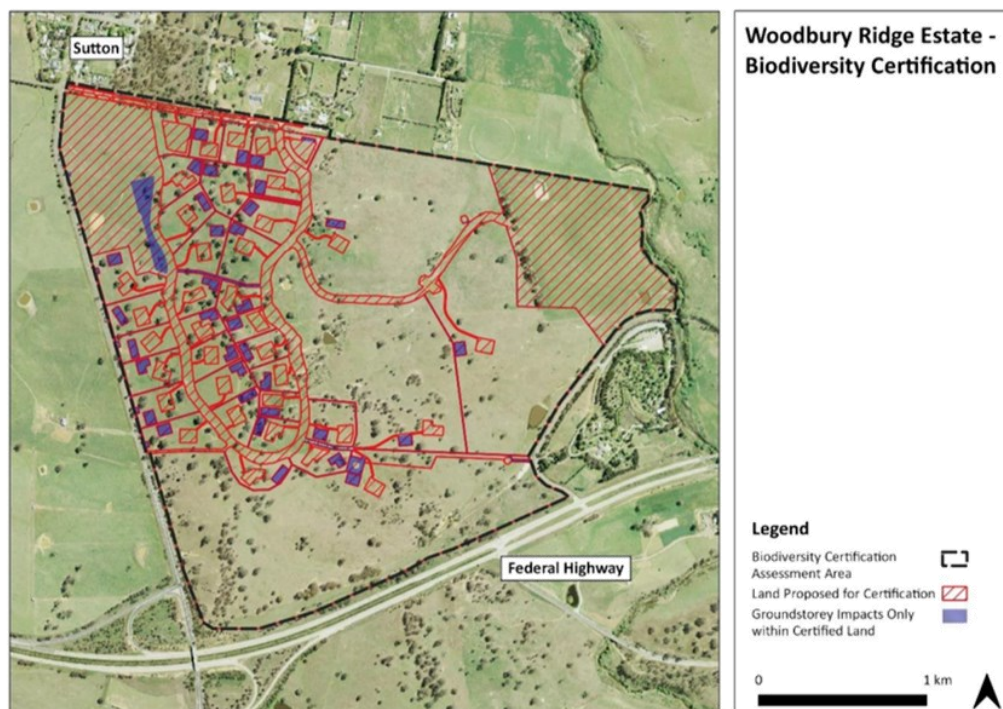 Sutton
Federal Highway
Woodbury Ridge Estate -
Biodiversity Certification
Legend
Biodiversity Certification
Assessment Area
Land Proposed for Certification
Groundstorey Impacts Only
within Certified Land
0 1 km